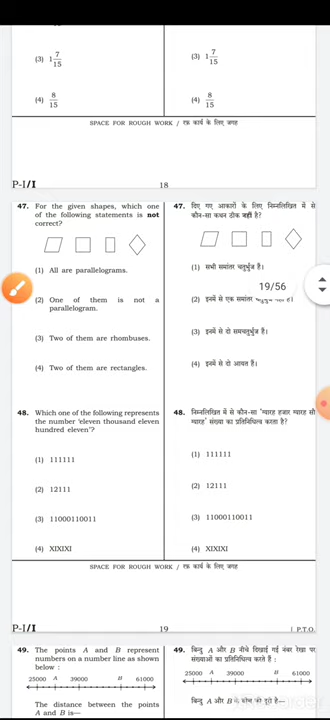 (3) 1 7/15
(3) 1 7/15
(4) 8/15
(4) 8/15
SPACE FOR ROUGH WORK / रफ़ कार्य के लिए जगह
P-I/I
18
47. For the given shapes, which one
of the following statements is not
correct?
(1) All are parallelograms.
(2) One of them is not a
parallelogram.
(3) Two of them are rhombuses.
(4) Two of them are rectangles.
47. दिए गए आकारों के लिए निम्नलिखित में से
कौन-सा कथन ठीक नहीं है?
(1) सभी समांतर चतुर्भुज हैं।
19/56
(2) इनमें से एक समांतर
(3) इनमें से दो समचतुर्भुज हैं।
(4) इनमें से दो आयत हैं।
48. Which one of the following represents
the number 'eleven thousand eleven
hundred eleven'?
(1) 111111
(2) 12111
(3) 11000110011
(4) XIXIXI
48. निम्नलिखित में से कौन-सा 'ग्यारह हजार ग्यारह सौ
ग्यारह' संख्या का प्रतिनिधित्व करता है?
(1) 111111
(2) 12111
(3) 11000110011
(4) XIXIXI
SPACE FOR ROUGH WORK / रफ़ कार्य के लिए जगह
P-I/I
19
[ P.T.O.
49. The points A and B represent
numbers on a number line as shown
below :
25000 A 39000 B 61000
The distance between the points
A and B is—
49. बिन्दु A और B नीचे दिखाई गई नंबर रेखा पर
संख्याओं का प्रतिनिधित्व करते हैं :
25000 A 39000 B 61000
बिन्दु A और B के बीच की दूरी है—